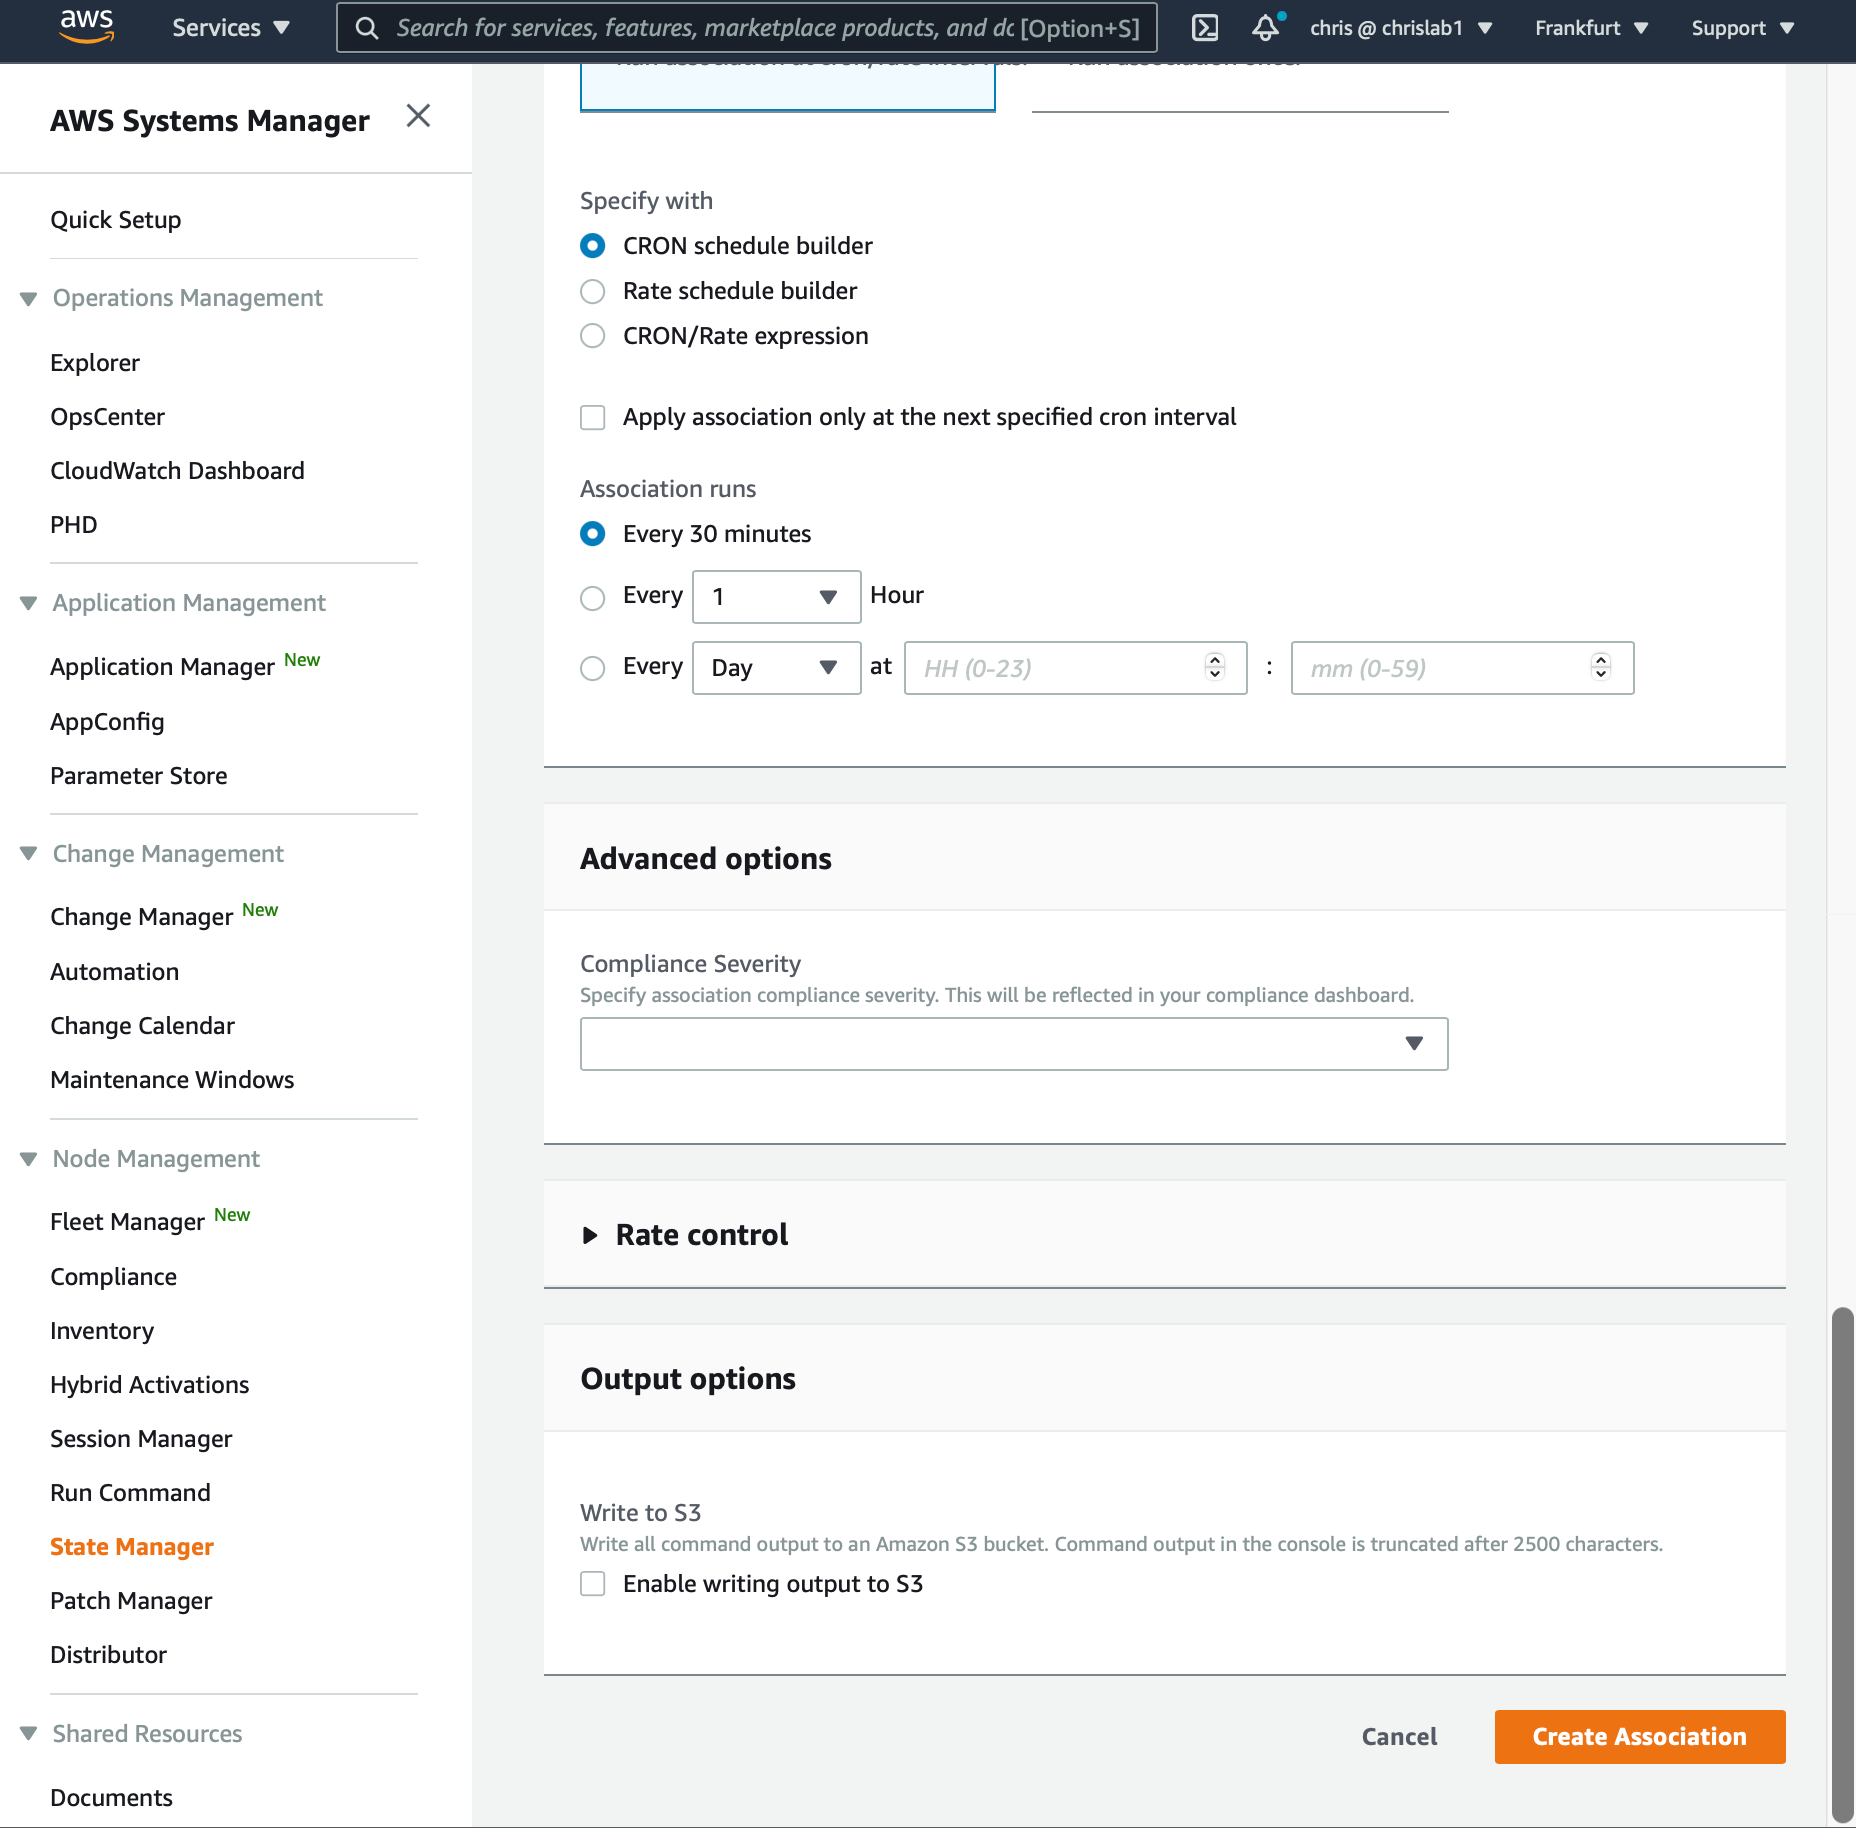 aws
Services
Search for services, features, marketplace products, and dc [Option+S]
chris @ chrislab1
Frankfurt
Support
AWS Systems Manager
Quick Setup
Operations Management
Explorer
OpsCenter
CloudWatch Dashboard
PHD
Application Management
Application Manager New
AppConfig
Parameter Store
Change Management
Change Manager New
Automation
Change Calendar
Maintenance Windows
Node Management
Fleet Manager New
Compliance
Inventory
Hybrid Activations
Session Manager
Run Command
State Manager
Patch Manager
Distributor
Shared Resources
Documents
Specify with
CRON schedule builder
Rate schedule builder
CRON/Rate expression
Apply association only at the next specified cron interval
Association runs
Every 30 minutes
Every 1 Hour
Every Day at HH (0-23) : mm (0-59)
Advanced options
Compliance Severity
Specify association compliance severity. This will be reflected in your compliance dashboard.
Rate control
Output options
Write to S3
Write all command output to an Amazon S3 bucket. Command output in the console is truncated after 2500 characters.
Enable writing output to S3
Cancel
Create Association